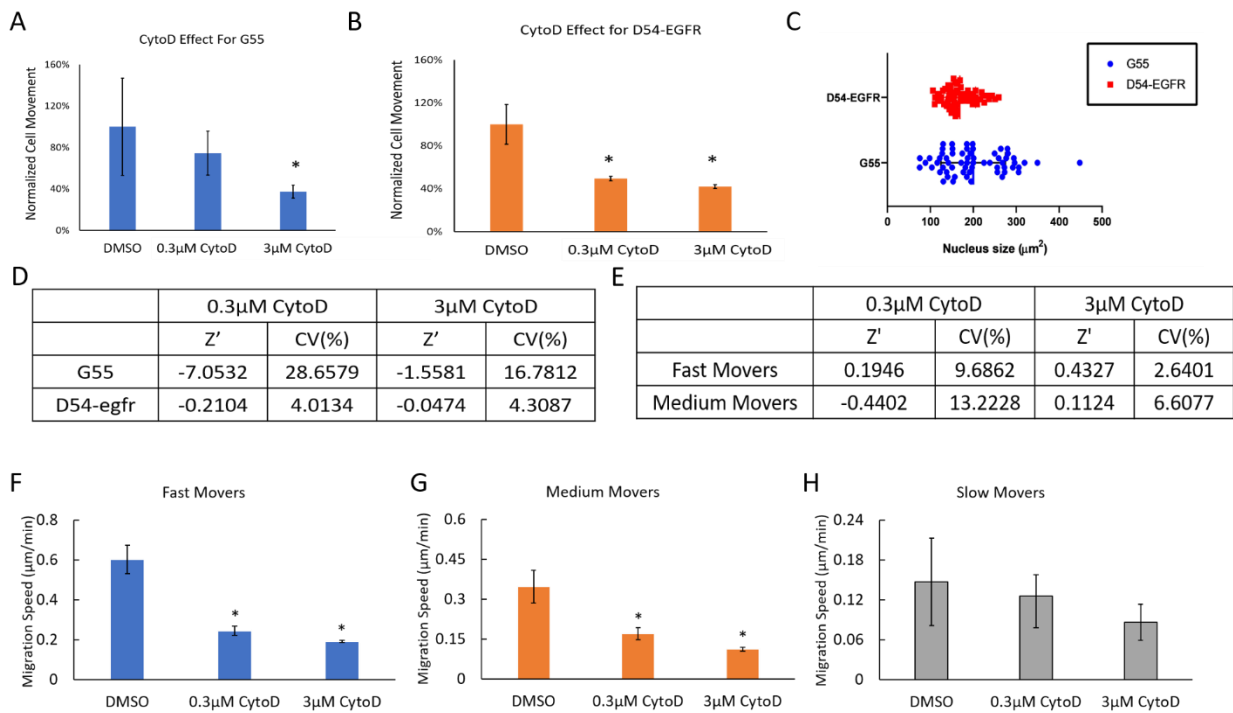 A
CytoD Effect For G55
Normalized Cell Movement
160%
120%
80%
40%
0%
*
DMSO 0.3μM CytoD 3μM CytoD
B
CytoD Effect for D54-EGFR
Normalized Cell Movement
160%
120%
80%
40%
0%
* *
DMSO 0.3μM CytoD 3μM CytoD
C
G55
D54-EGFR
D54-EGFR
G55
0 100 200 300 400 500
Nucleus size (μm²)
D
0.3μM CytoD 3μM CytoD
Z’ CV(%) Z’ CV(%)
G55 -7.0532 28.6579 -1.5581 16.7812
D54-egfr -0.2104 4.0134 -0.0474 4.3087
E
0.3μM CytoD 3μM CytoD
Z' CV(%) Z' CV(%)
Fast Movers 0.1946 9.6862 0.4327 2.6401
Medium Movers -0.4402 13.2228 0.1124 6.6077
F
Fast Movers
Migration Speed (μm/min)
0.8
0.6
0.4
0.2
0
* *
DMSO 0.3μM CytoD 3μM CytoD
G
Medium Movers
Migration Speed (μm/min)
0.6
0.45
0.3
0.15
0
* *
DMSO 0.3μM CytoD 3μM CytoD
H
Slow Movers
Migration Speed (μm/min)
0.24
0.18
0.12
0.06
0
DMSO 0.3μM CytoD 3μM CytoD